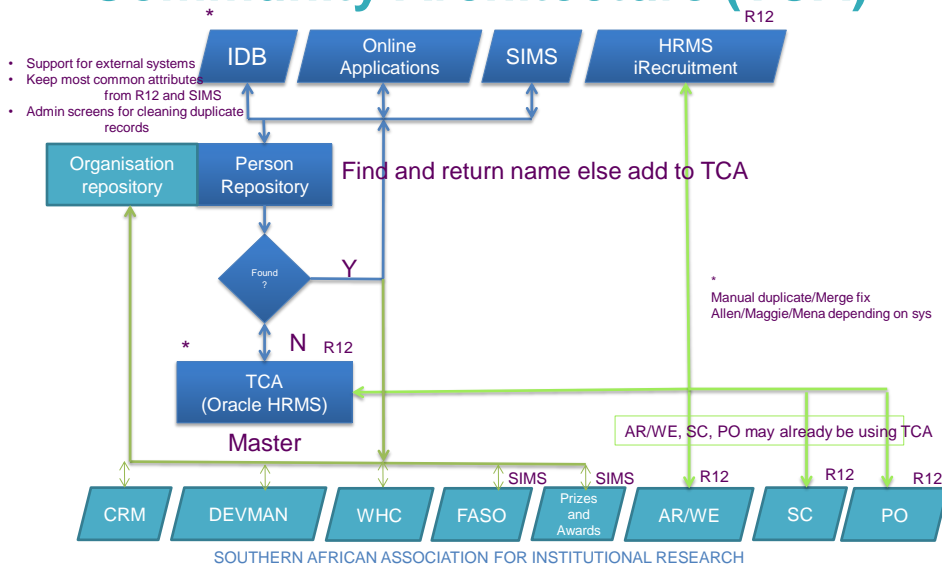 Community Architecture (TCA)
*
R12
IDB
Online
Applications
SIMS
HRMS
iRecruitment
• Support for external systems
• Keep most common attributes
from R12 and SIMS
• Admin screens for cleaning duplicate
records
Organisation
repository
Person
Repository
Find and return name else add to TCA
Found
?
Y
*
Manual duplicate/Merge fix
Allen/Maggie/Mena depending on sys
*
N
R12
TCA
(Oracle HRMS)
Master
AR/WE, SC, PO may already be using TCA
SIMS
SIMS
R12
R12
R12
CRM
DEVMAN
WHC
FASO
Prizes
and
Awards
AR/WE
SC
PO
SOUTHERN AFRICAN ASSOCIATION FOR INSTITUTIONAL RESEARCH